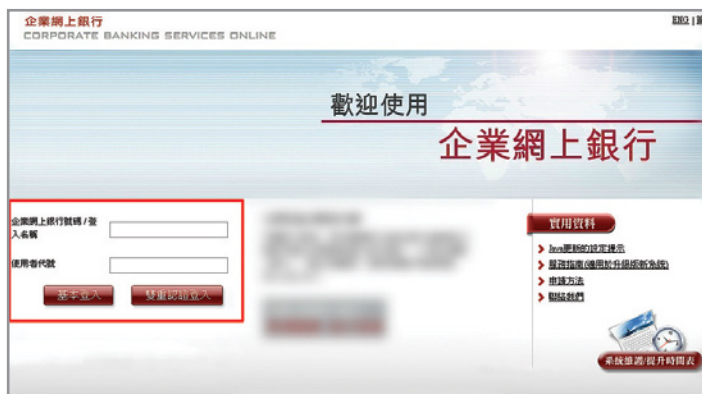 企業網上銀行
CORPORATE BANKING SERVICES ONLINE
ENG |
歡迎使用
企業網上銀行
企業網上銀行號碼 / 登
入名稱
使用者代號
基本登入
雙重認證登入
實用資料
Java更新的設定提示
服務指南(適用於升級版新系統)
申請方法
聯絡我們
系統維護/提升時間表